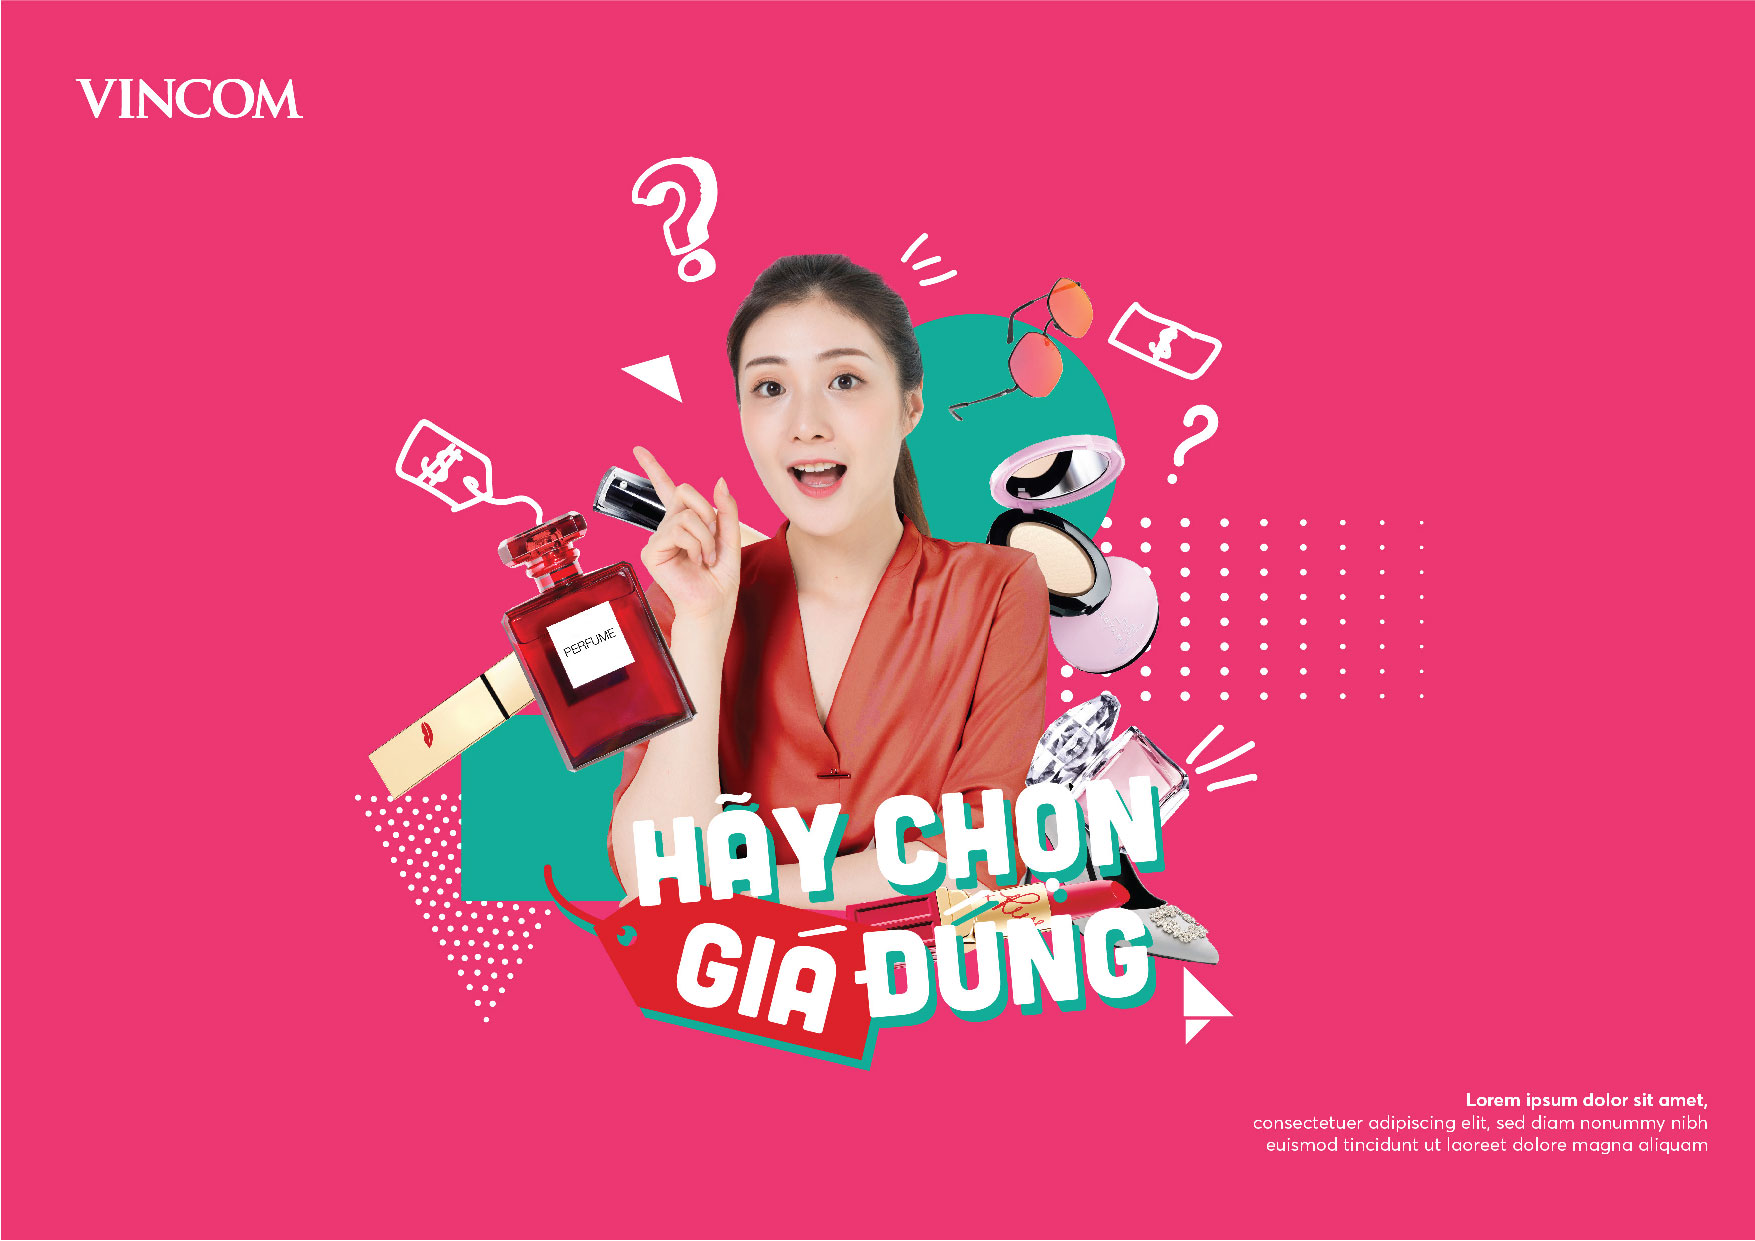 VINCOM
PERFUME
HÃY CHỌN
GIÁ ĐÚNG
Lorem ipsum dolor sit amet,
consectetuer adipiscing elit, sed diam nonummy nibh
euismod tincidunt ut laoreet dolore magna aliquam